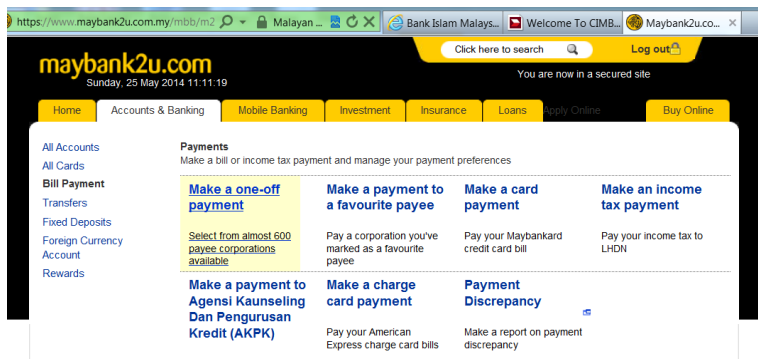 https://www.maybank2u.com.my/mbb/m2 Malayan ... Bank Islam Malays... Welcome To CIMB... Maybank2u.co...
Click here to search Log out
maybank2u.com
Sunday, 25 May 2014 11:11:19
You are now in a secured site
Home Accounts & Banking Mobile Banking Investment Insurance Loans Apply Online Buy Online
All Accounts
All Cards
Bill Payment
Transfers
Fixed Deposits
Foreign Currency
Account
Rewards
Payments
Make a bill or income tax payment and manage your payment preferences
Make a one-off
payment
Select from almost 600
payee corporations
available
Make a payment to
a favourite payee
Pay a corporation you've
marked as a favourite
payee
Make a card
payment
Pay your Maybankard
credit card bill
Make an income
tax payment
Pay your income tax to
LHDN
Make a payment to
Agensi Kaunseling
Dan Pengurusan
Kredit (AKPK)
Make a charge
card payment
Pay your American
Express charge card bills
Payment
Discrepancy
Make a report on payment
discrepancy